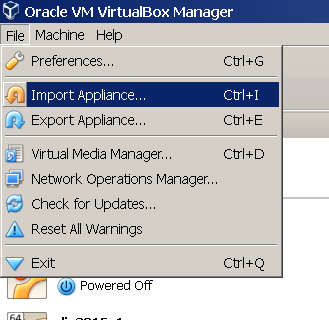 Oracle VM VirtualBox Manager
File Machine Help
Preferences... Ctrl+G
Import Appliance... Ctrl+I
Export Appliance... Ctrl+E
Virtual Media Manager... Ctrl+D
Network Operations Manager...
Check for Updates...
Reset All Warnings
Exit Ctrl+Q
Powered Off
64